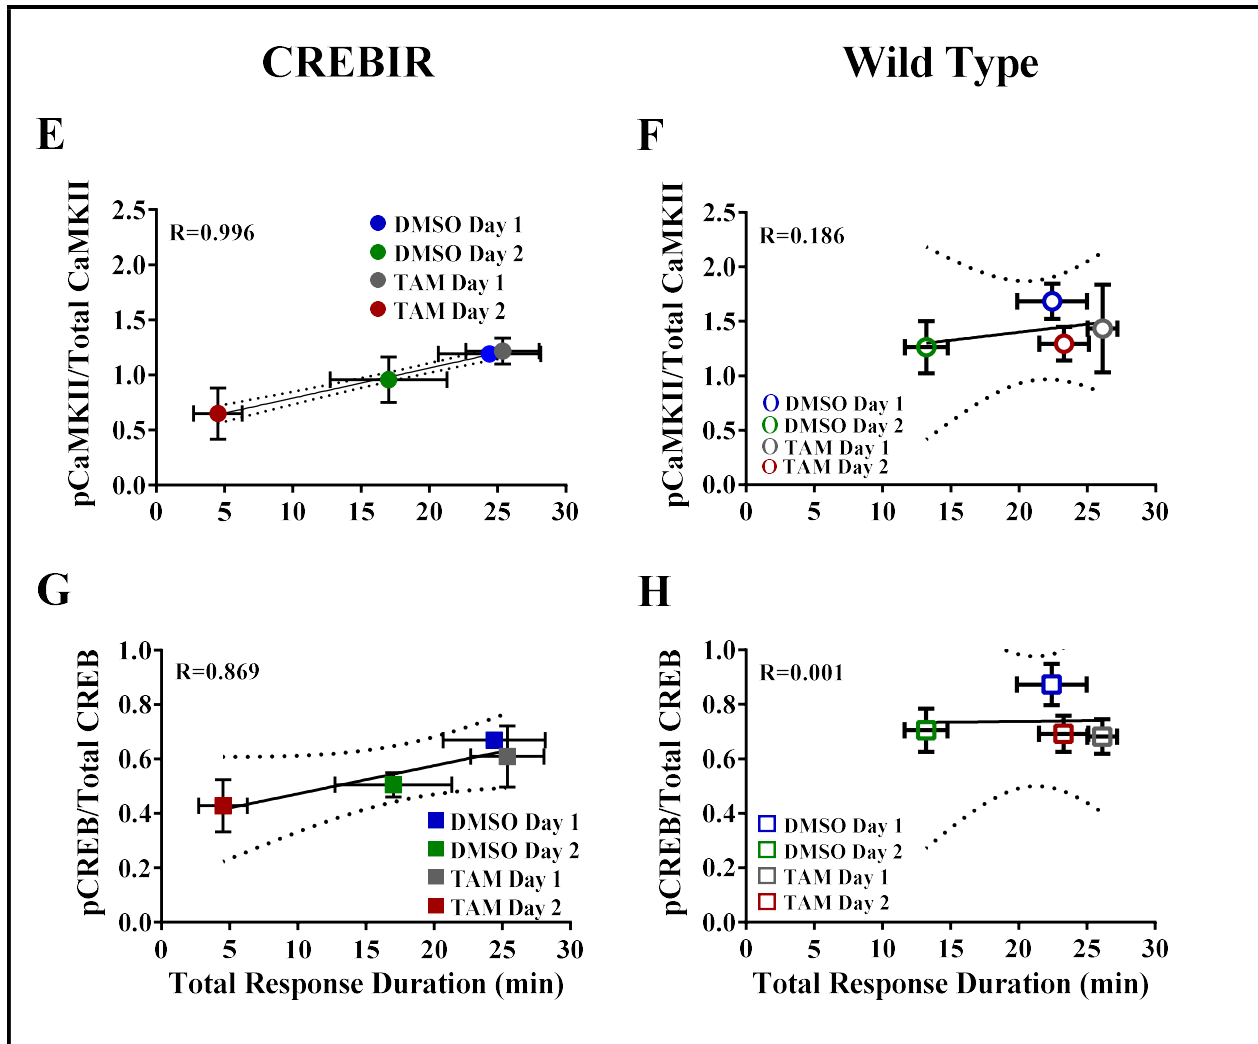 CREBIR
Wild Type
E
pCaMKII/Total CaMKII
2.5
2.0
1.5
1.0
0.5
0.0
R=0.996
DMSO Day 1
DMSO Day 2
TAM Day 1
TAM Day 2
0 5 10 15 20 25 30
F
pCaMKII/Total CaMKII
2.5
2.0
1.5
1.0
0.5
0.0
R=0.186
DMSO Day 1
DMSO Day 2
TAM Day 1
TAM Day 2
0 5 10 15 20 25 30
G
pCREB/Total CREB
1.0
0.8
0.6
0.4
0.2
0.0
R=0.869
DMSO Day 1
DMSO Day 2
TAM Day 1
TAM Day 2
0 5 10 15 20 25 30
Total Response Duration (min)
H
pCREB/Total CREB
1.0
0.8
0.6
0.4
0.2
0.0
R=0.001
DMSO Day 1
DMSO Day 2
TAM Day 1
TAM Day 2
0 5 10 15 20 25 30
Total Response Duration (min)